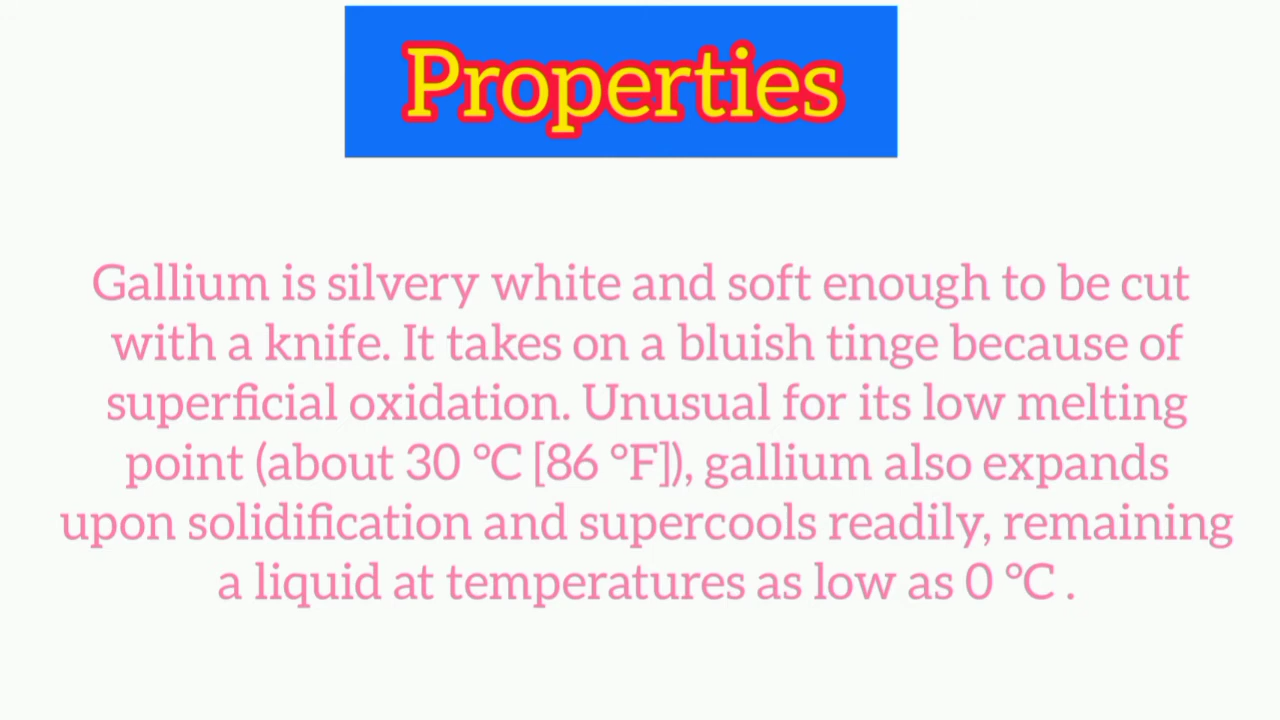 Properties
Gallium is silvery white and soft enough to be cut
with a knife. It takes on a bluish tinge because of
superficial oxidation. Unusual for its low melting
point (about 30 °C [86 °F]), gallium also expands
upon solidification and supercools readily, remaining
a liquid at temperatures as low as 0 °C .